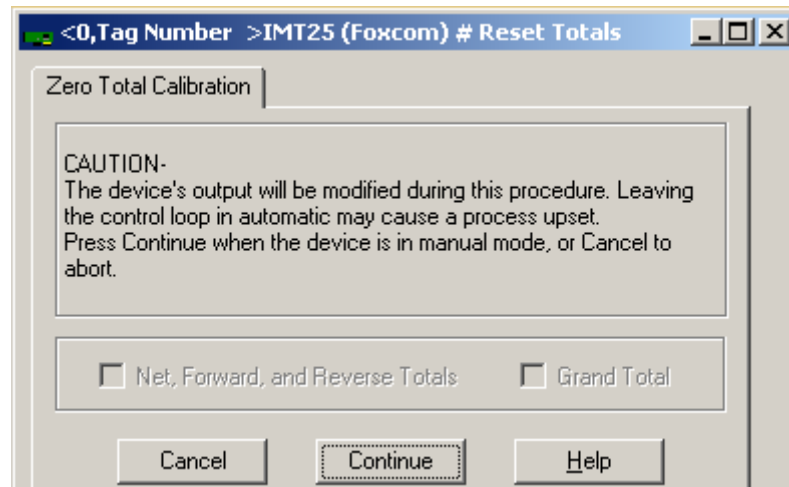 <0,Tag Number  >IMT25 (Foxcom) # Reset Totals
Zero Total Calibration
CAUTION-
The device's output will be modified during this procedure. Leaving
the control loop in automatic may cause a process upset.
Press Continue when the device is in manual mode, or Cancel to
abort.
Net, Forward, and Reverse Totals   Grand Total
Cancel   Continue   Help